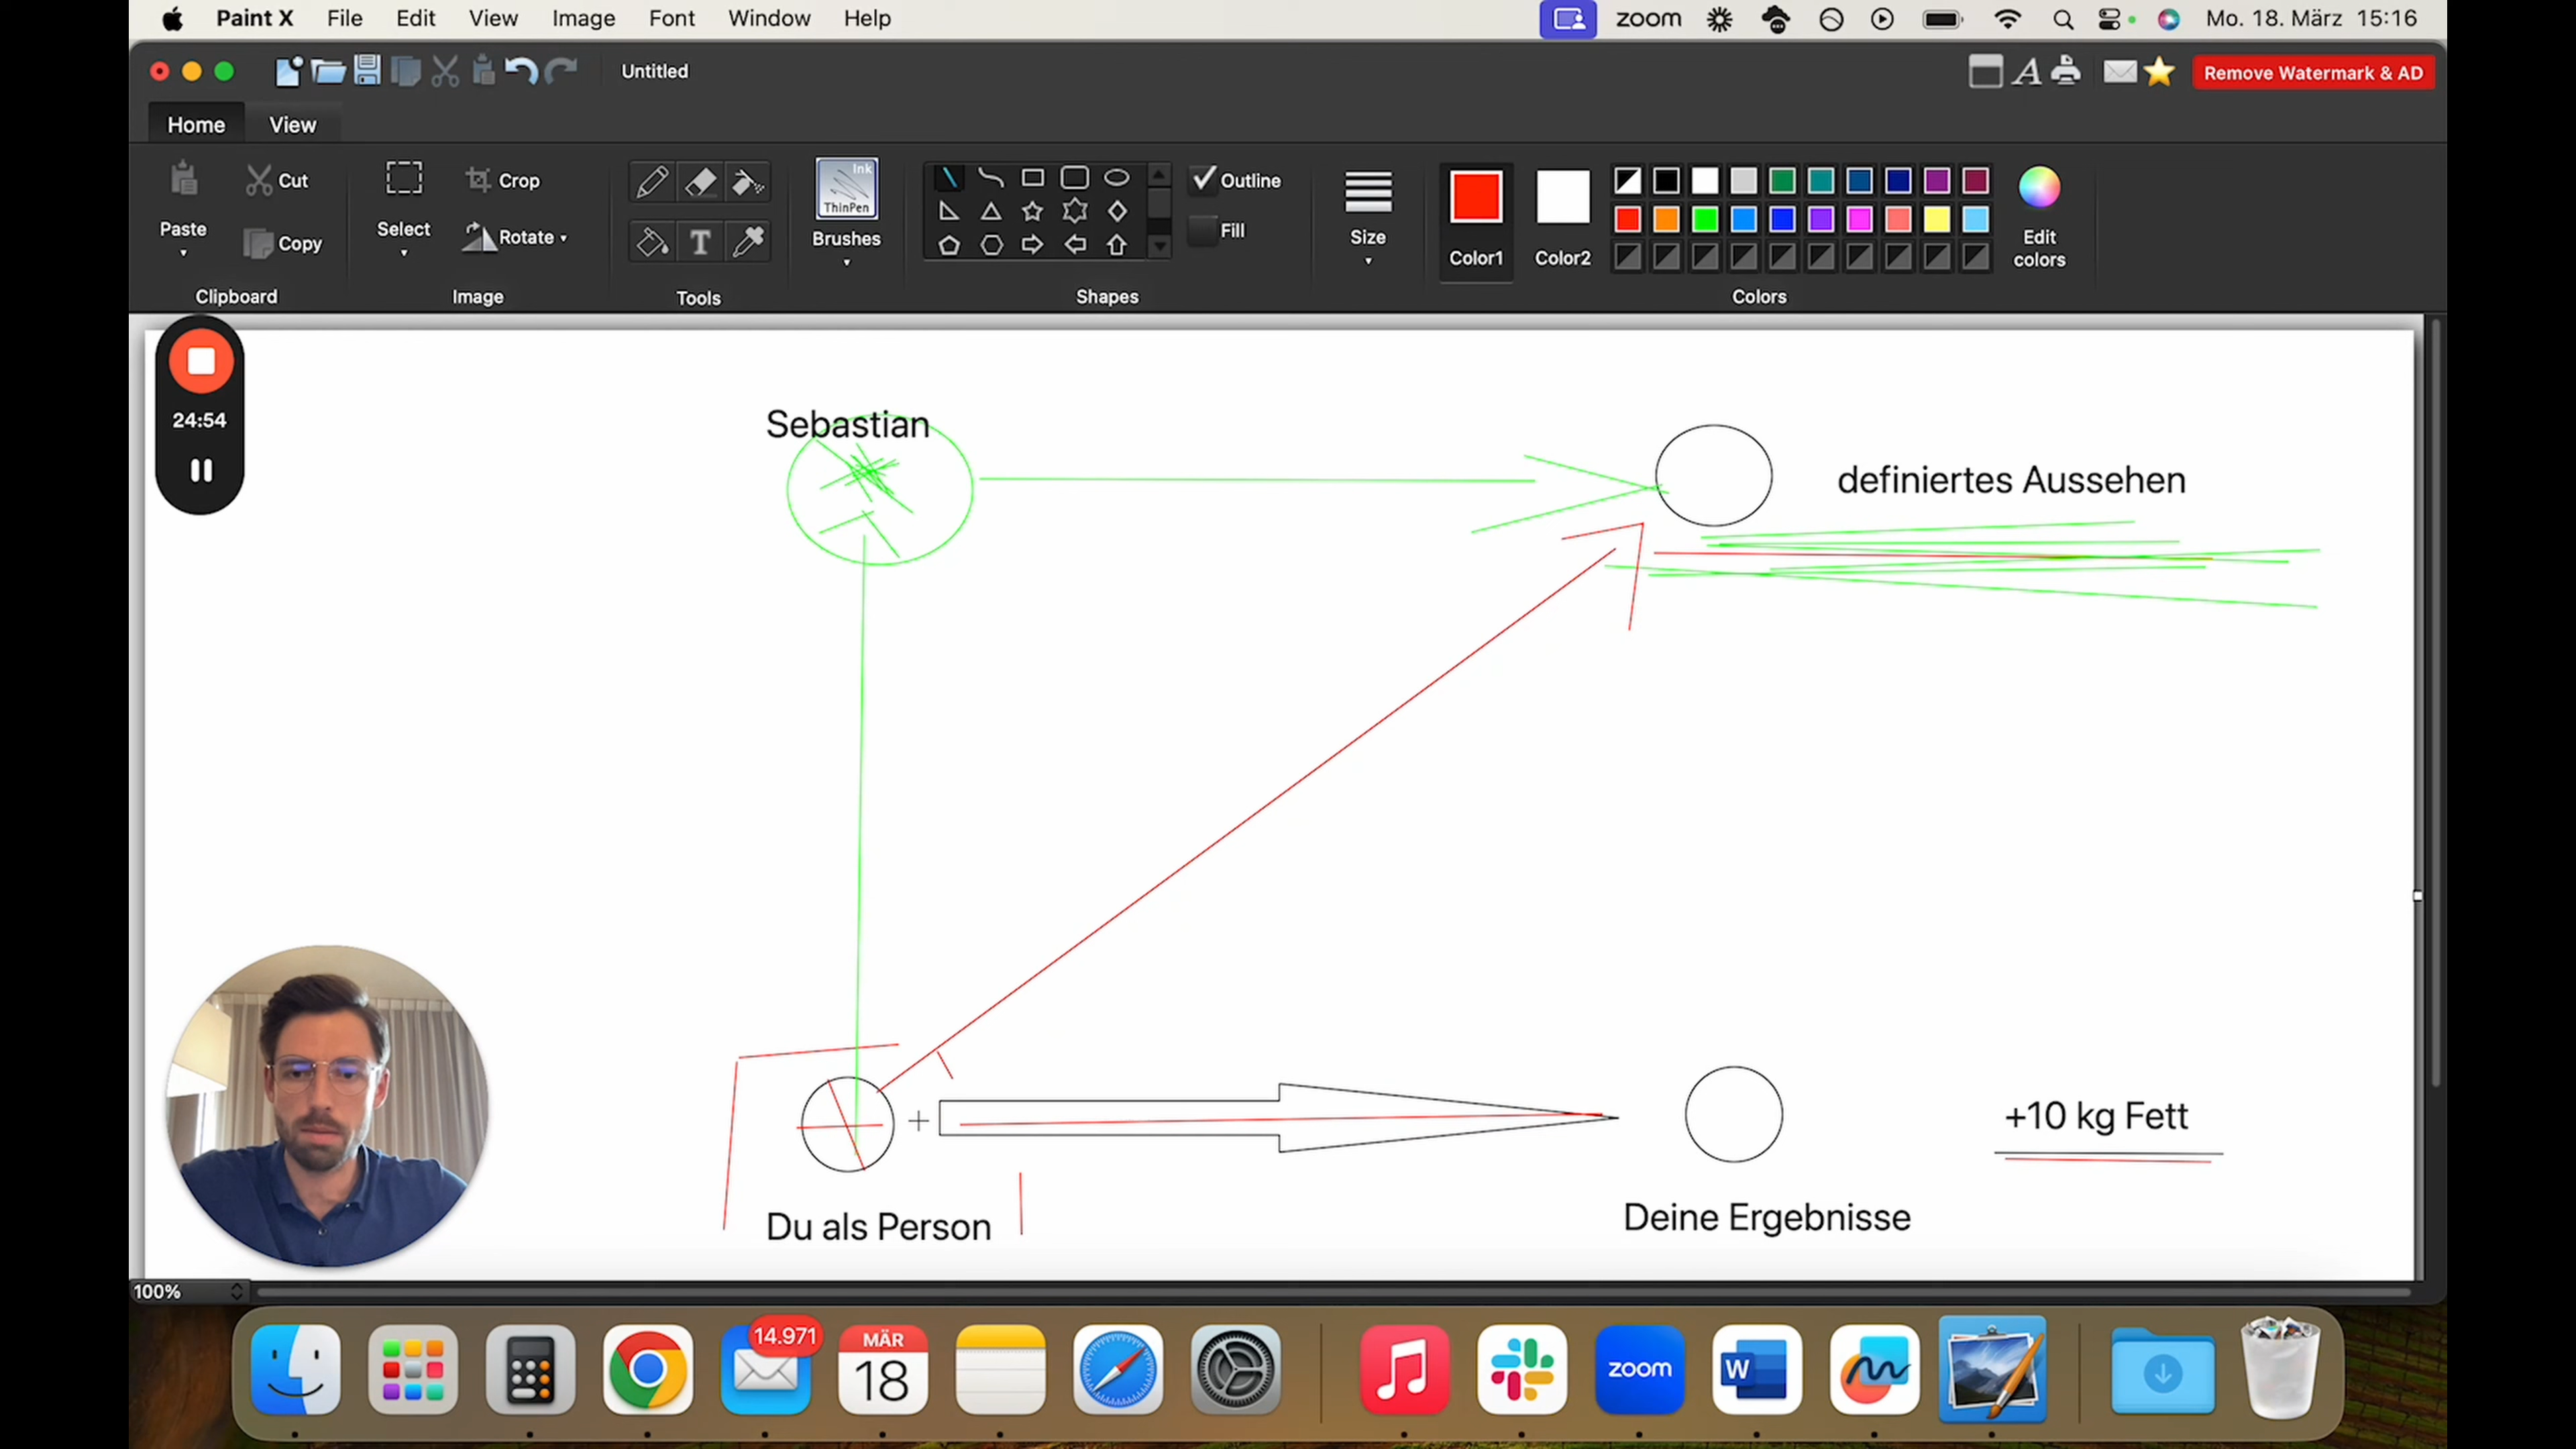 Paint X File Edit View Image Font Window Help zoom Mo. 18. März 15:16
Untitled Remove Watermark & AD
Home View
Paste Cut Copy Select Crop Rotate Brushes Ink ThinPen Outline Fill Size Color1 Color2 Edit colors
Clipboard Image Tools Shapes Colors
24:54
Sebastian
definiertes Aussehen
+10 kg Fett
Du als Person
Deine Ergebnisse
100%
14.971 MÄR 18 zoom W